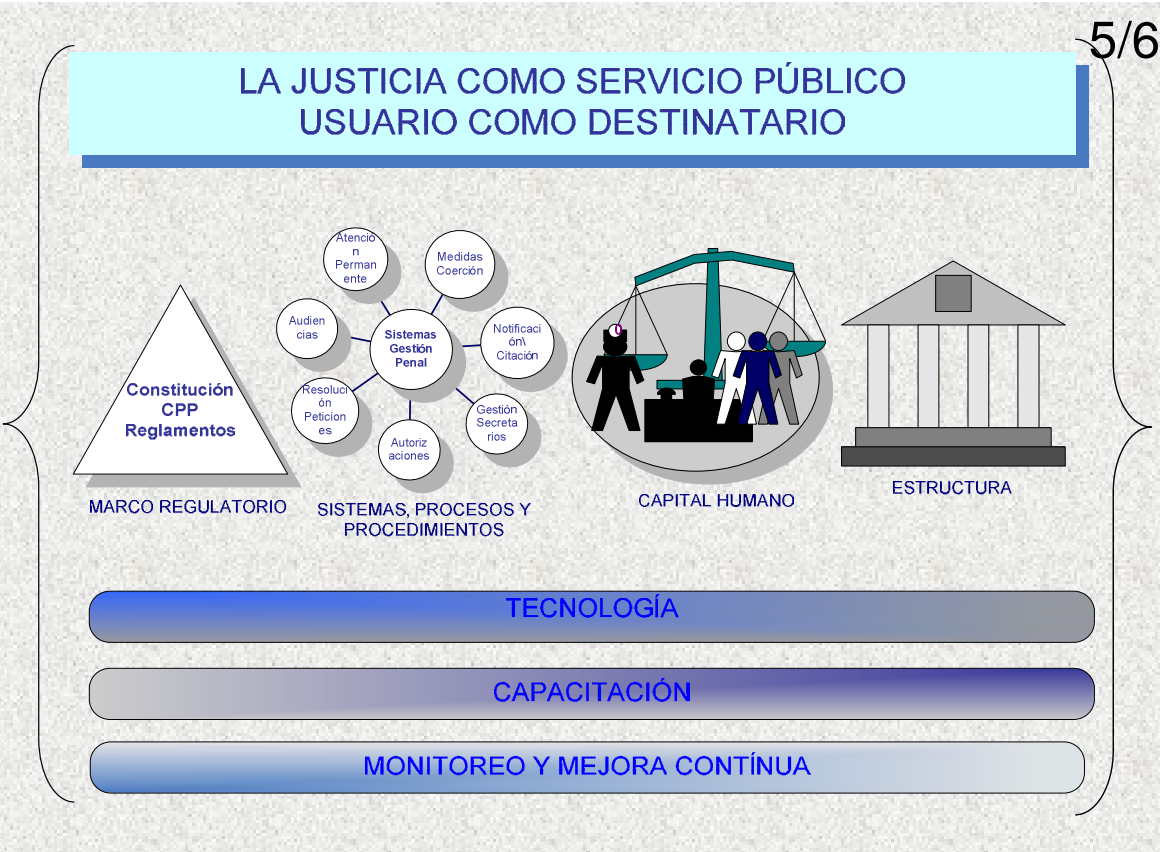 5/6
LA JUSTICIA COMO SERVICIO PÚBLICO
USUARIO COMO DESTINATARIO
Constitución
CPP
Reglamentos
MARCO REGULATORIO
Atenció
n
Perman
ente
Medidas
Coerción
Audien
cias
Sistemas
Gestión
Penal
Notificaci
ón\
Citación
Resoluci
ón
Peticion
es
Gestión
Secreta
rios
Autoriz
aciones
SISTEMAS, PROCESOS Y
PROCEDIMIENTOS
CAPITAL HUMANO
ESTRUCTURA
TECNOLOGÍA
CAPACITACIÓN
MONITOREO Y MEJORA CONTÍNUA